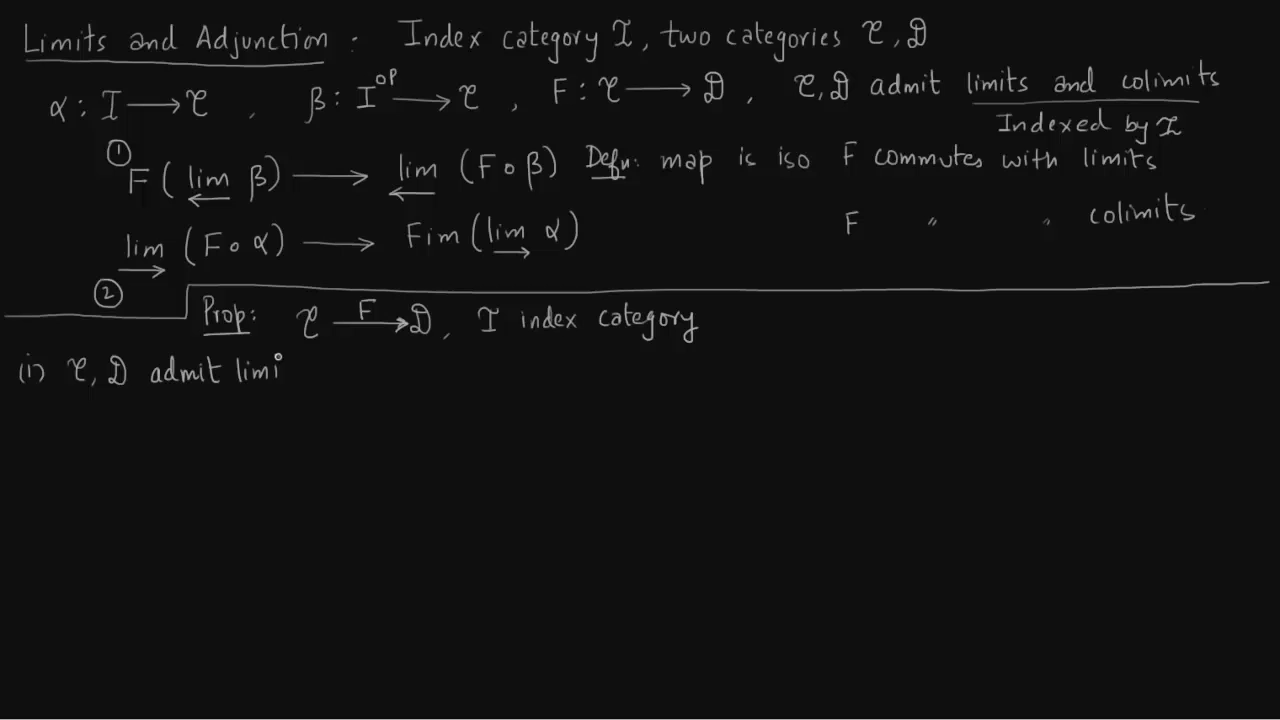 Limits and Adjunction : Index category I, two categories C, D
α : I → C , β : I^op → C , F : C → D , C, D admit limits and colimits
Indexed by I
① F ( lim β) → lim (F ∘ β) Defn: map is iso F commutes with limits
lim (F ∘ α) → Fim (lim α) F " " colimits
②
Prop: C →F D , I index category
(i) C, D admit limi